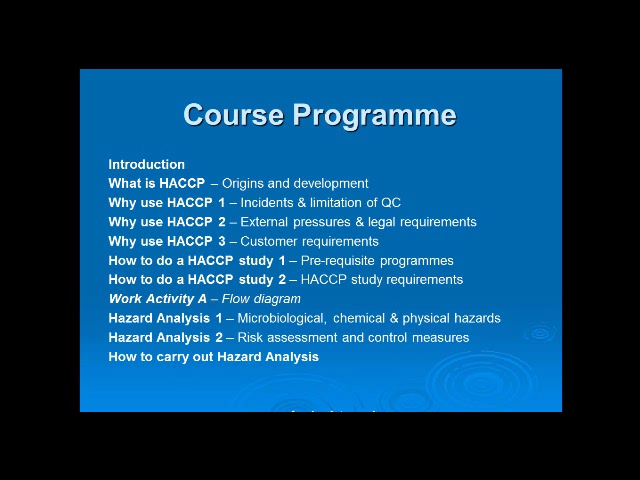 Course Programme
Introduction
What is HACCP – Origins and development
Why use HACCP 1 – Incidents & limitation of QC
Why use HACCP 2 – External pressures & legal requirements
Why use HACCP 3 – Customer requirements
How to do a HACCP study 1 – Pre-requisite programmes
How to do a HACCP study 2 – HACCP study requirements
Work Activity A – Flow diagram
Hazard Analysis 1 – Microbiological, chemical & physical hazards
Hazard Analysis 2 – Risk assessment and control measures
How to carry out Hazard Analysis